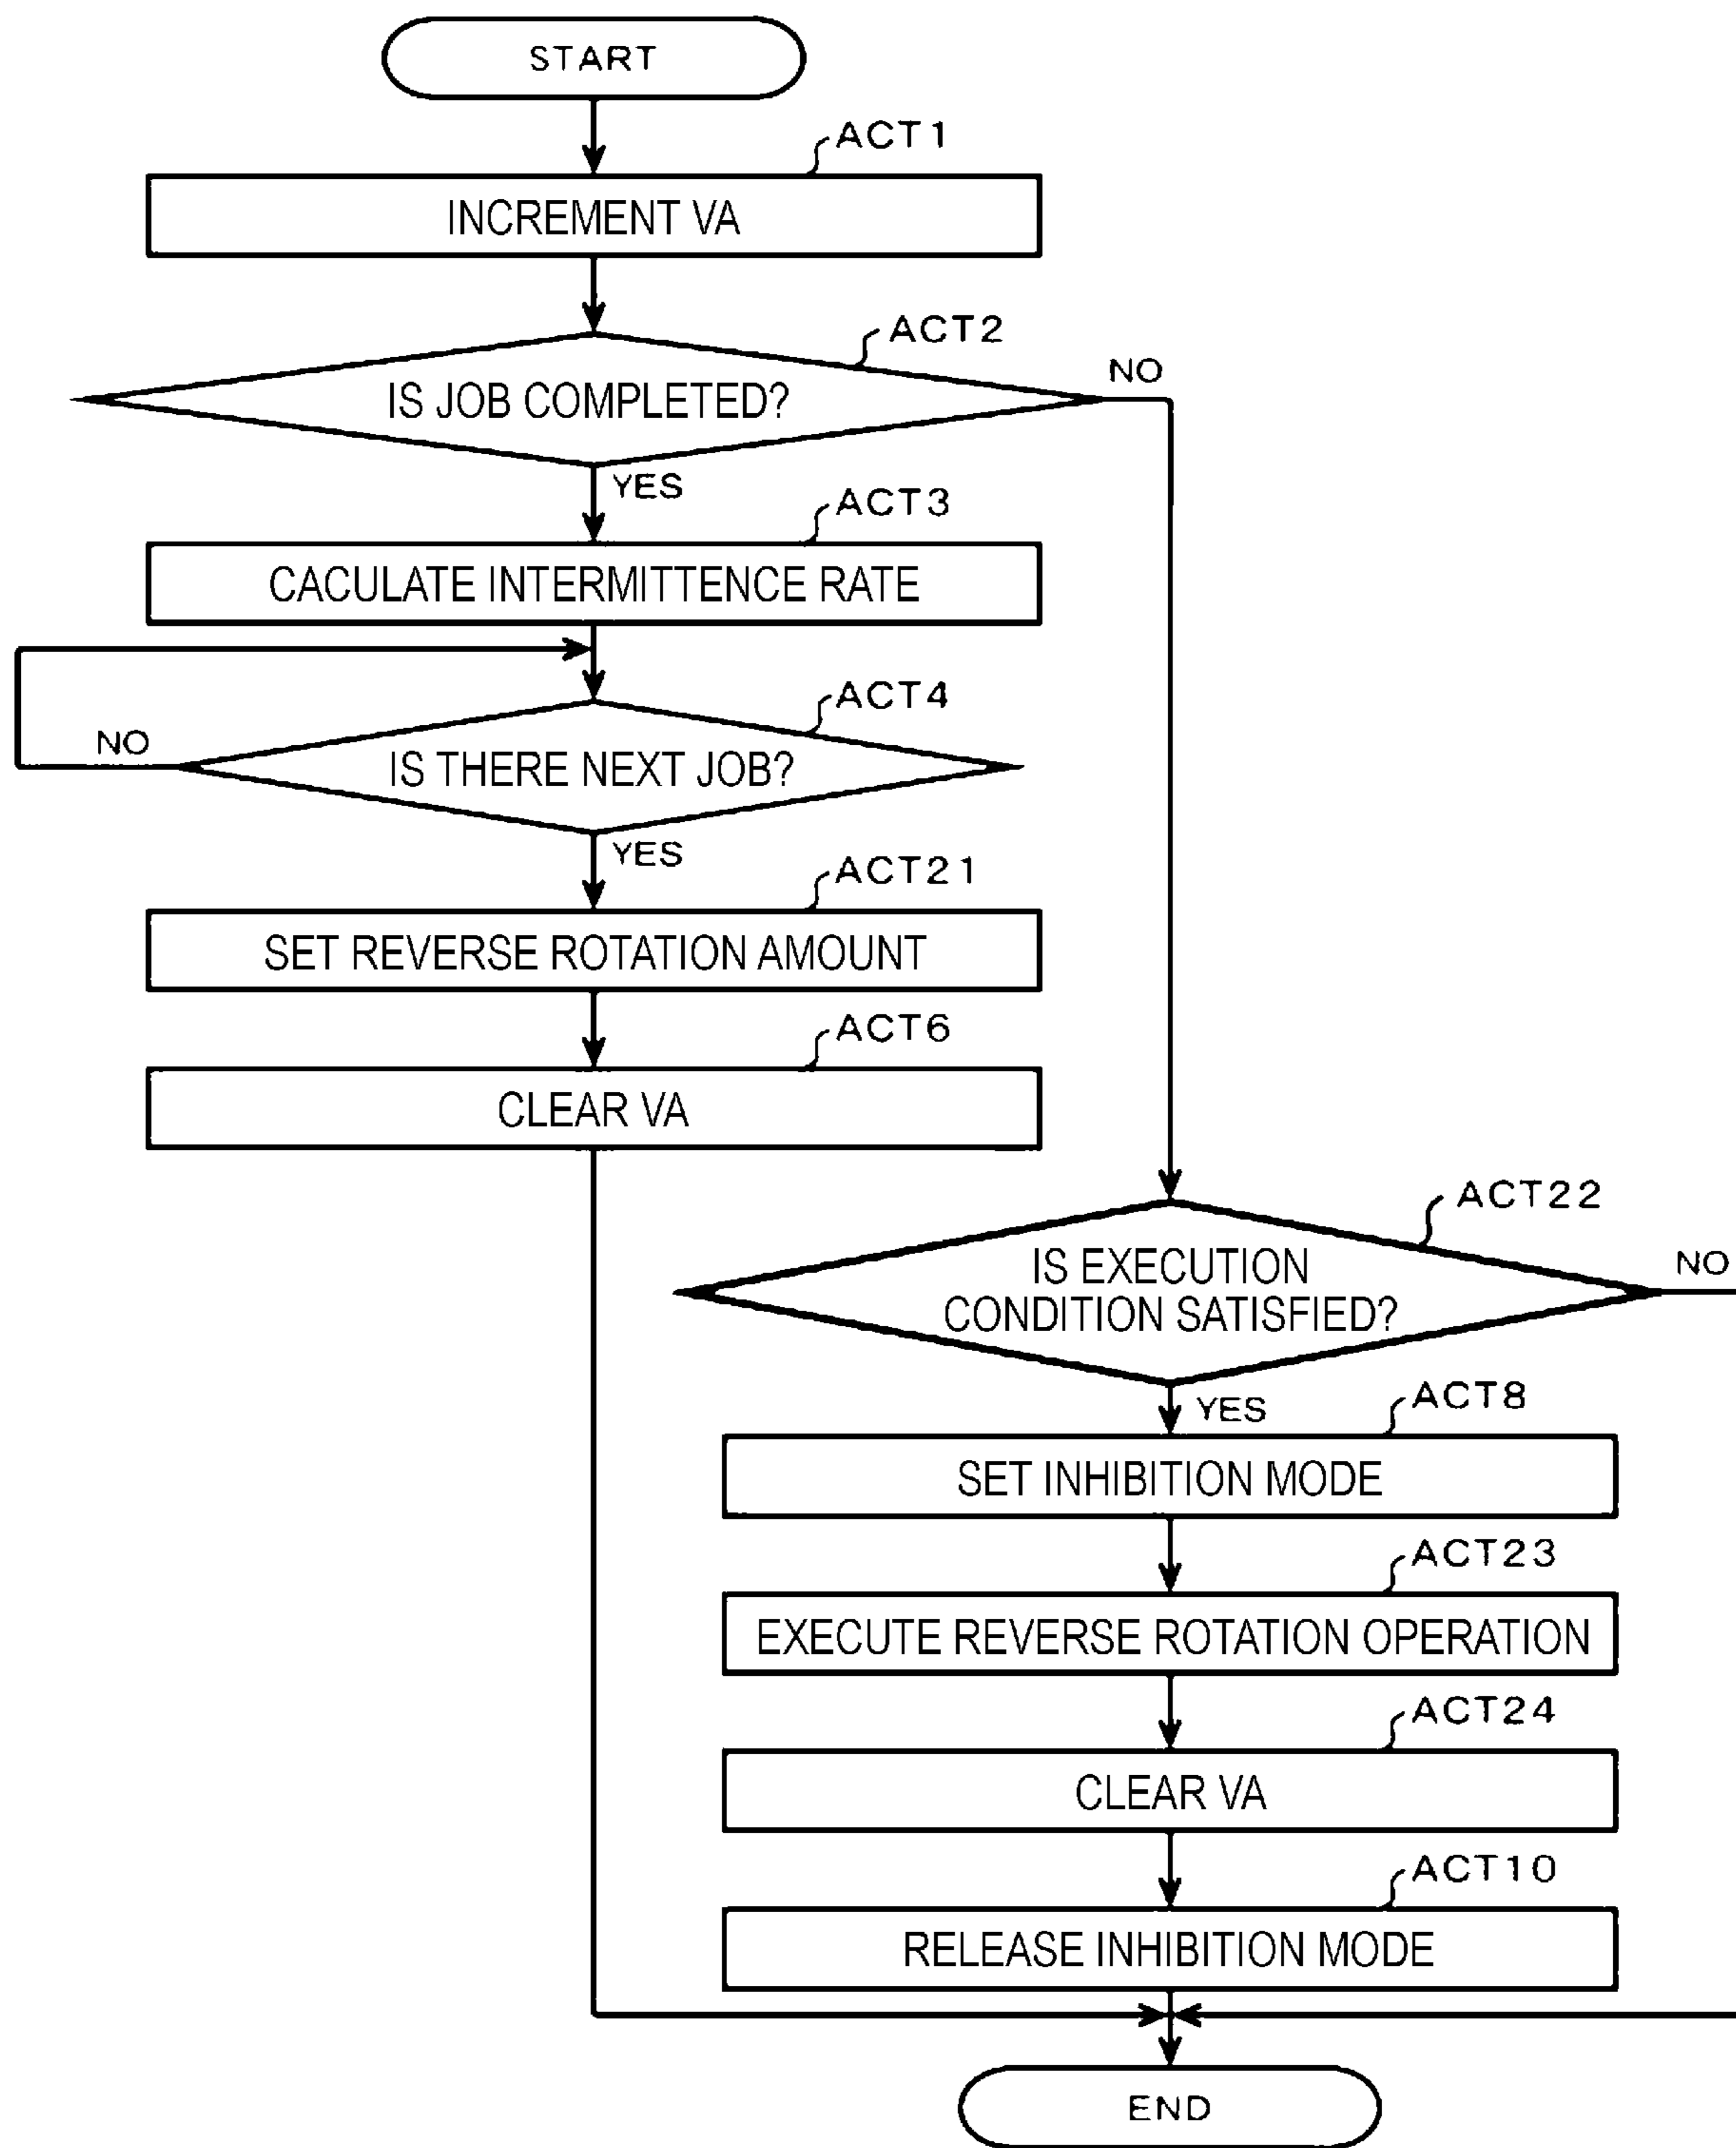 START
ACT1
INCREMENT VA
ACT2
IS JOB COMPLETED?
NO
YES
ACT3
CACULATE INTERMITTENCE RATE
ACT4
IS THERE NEXT JOB?
NO
YES
ACT21
SET REVERSE ROTATION AMOUNT
ACT6
CLEAR VA
ACT22
IS EXECUTION
CONDITION SATISFIED?
NO
YES
ACT8
SET INHIBITION MODE
ACT23
EXECUTE REVERSE ROTATION OPERATION
ACT24
CLEAR VA
ACT10
RELEASE INHIBITION MODE
END